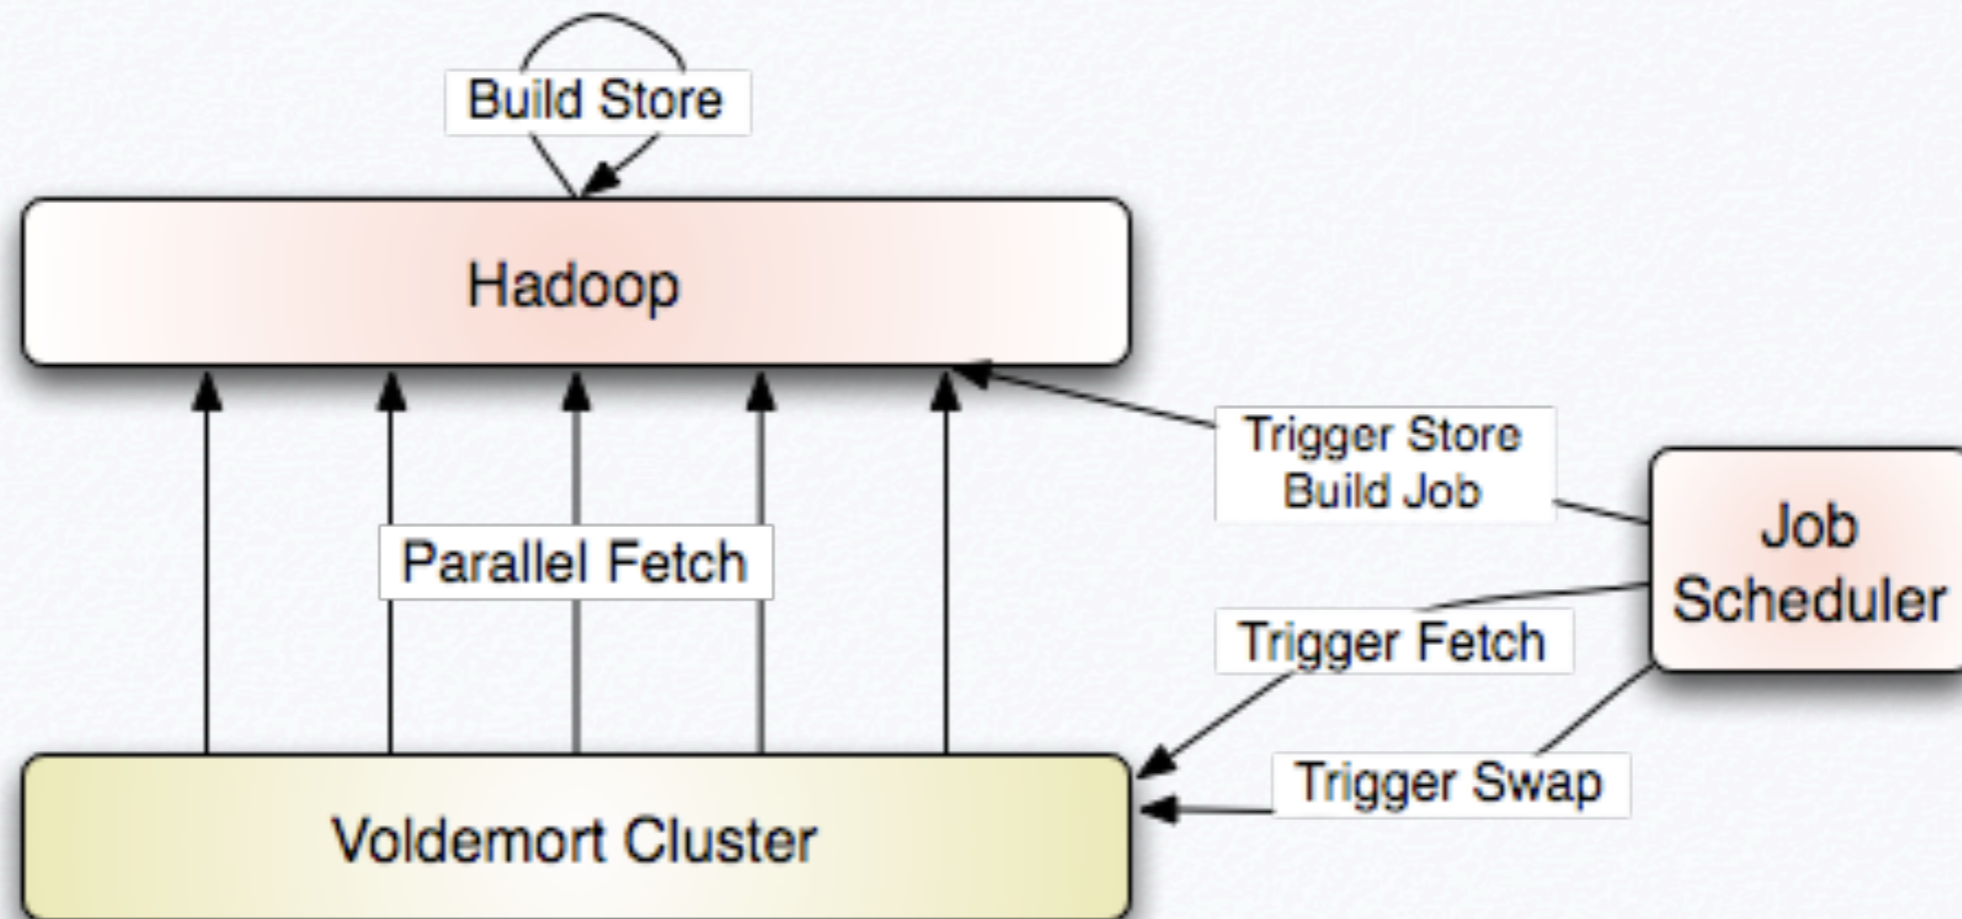 Build Store
Hadoop
Trigger Store
Build Job
Job
Scheduler
Parallel Fetch
Trigger Fetch
Trigger Swap
Voldemort Cluster